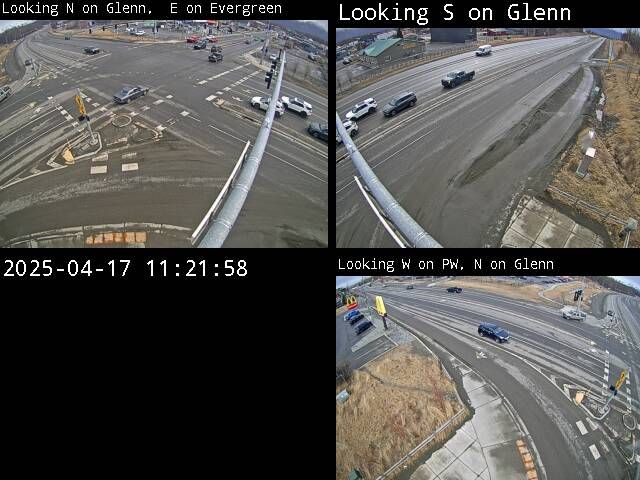 Looking N on Glenn, E on Evergreen
Looking S on Glenn
2025-04-17 11:21:58
Looking W on PW, N on Glenn